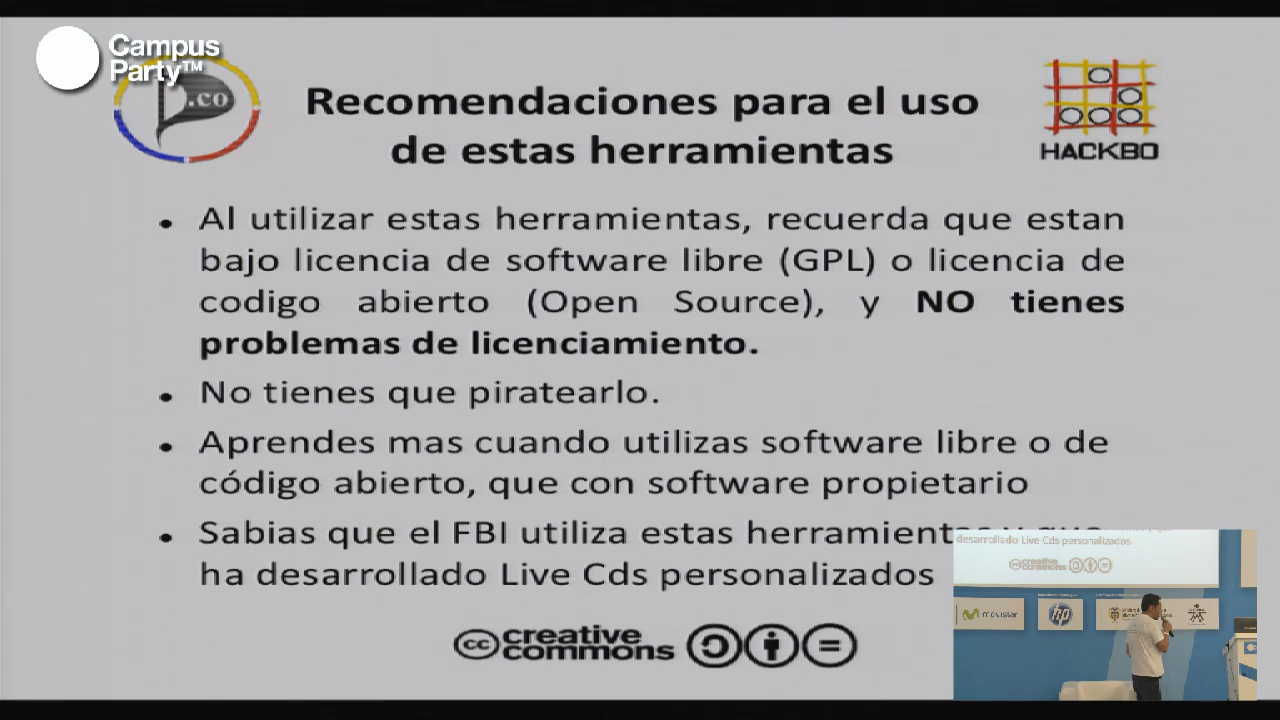 Campus
Party™
.co
Recomendaciones para el uso
de estas herramientas
HACKBO
• Al utilizar estas herramientas, recuerda que estan
bajo licencia de software libre (GPL) o licencia de
codigo abierto (Open Source), y NO tienes
problemas de licenciamiento.
• No tienes que piratearlo.
• Aprendes mas cuando utilizas software libre o de
código abierto, que con software propietario
• Sabias que el FBI utiliza estas herramientas y que
ha desarrollado Live Cds personalizados
cc creative
commons
desarrollado Live Cds personalizados
creative
commons
movistar
hp